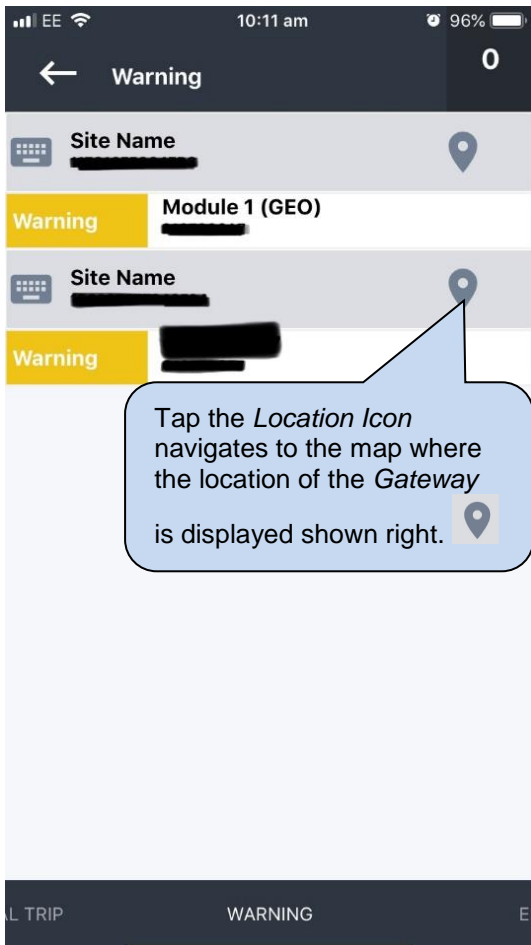 EE 10:11 am 96%
Warning 0
Site Name
Warning Module 1 (GEO)
Site Name
Warning
Tap the Location Icon
navigates to the map where
the location of the Gateway
is displayed shown right.
L TRIP WARNING E